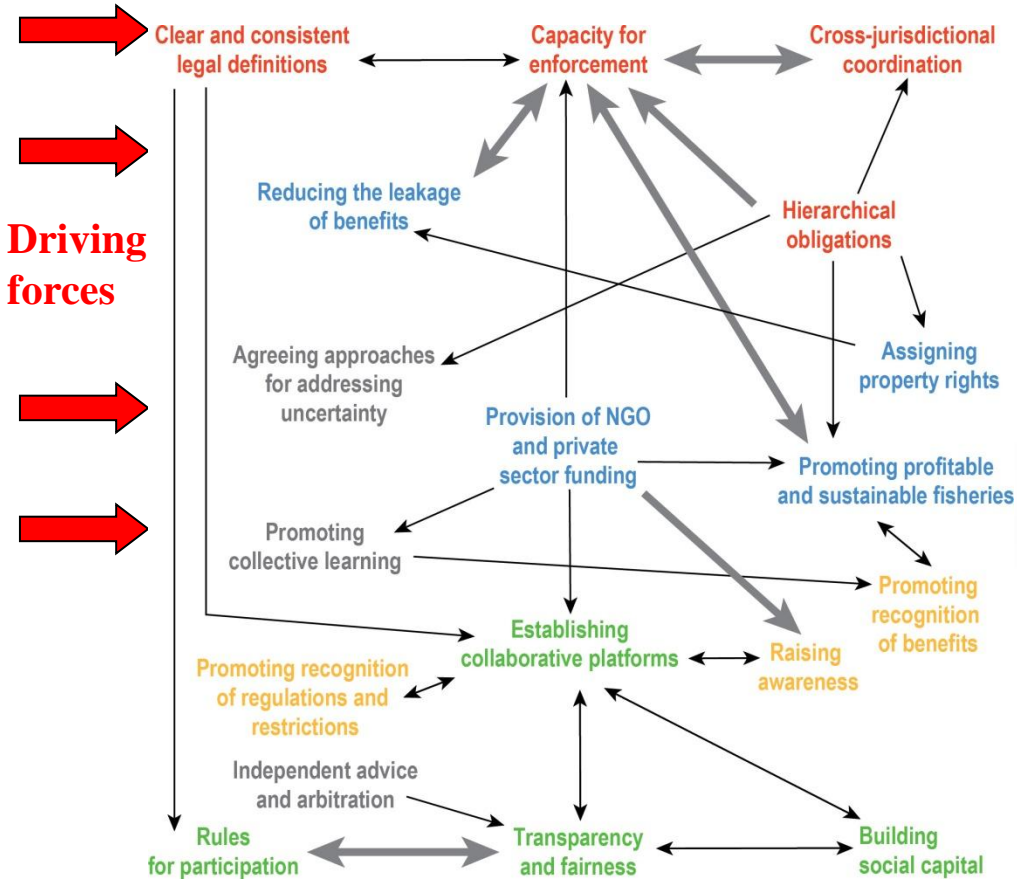 Clear and consistent
legal definitions
Capacity for
enforcement
Cross-jurisdictional
coordination
Reducing the leakage
of benefits
Hierarchical
obligations
Driving
forces
Agreeing approaches
for addressing
uncertainty
Assigning
property rights
Provision of NGO
and private
sector funding
Promoting profitable
and sustainable fisheries
Promoting
collective learning
Promoting
recognition
of benefits
Establishing
collaborative platforms
Raising
awareness
Promoting recognition
of regulations and
restrictions
Independent advice
and arbitration
Rules
for participation
Transparency
and fairness
Building
social capital